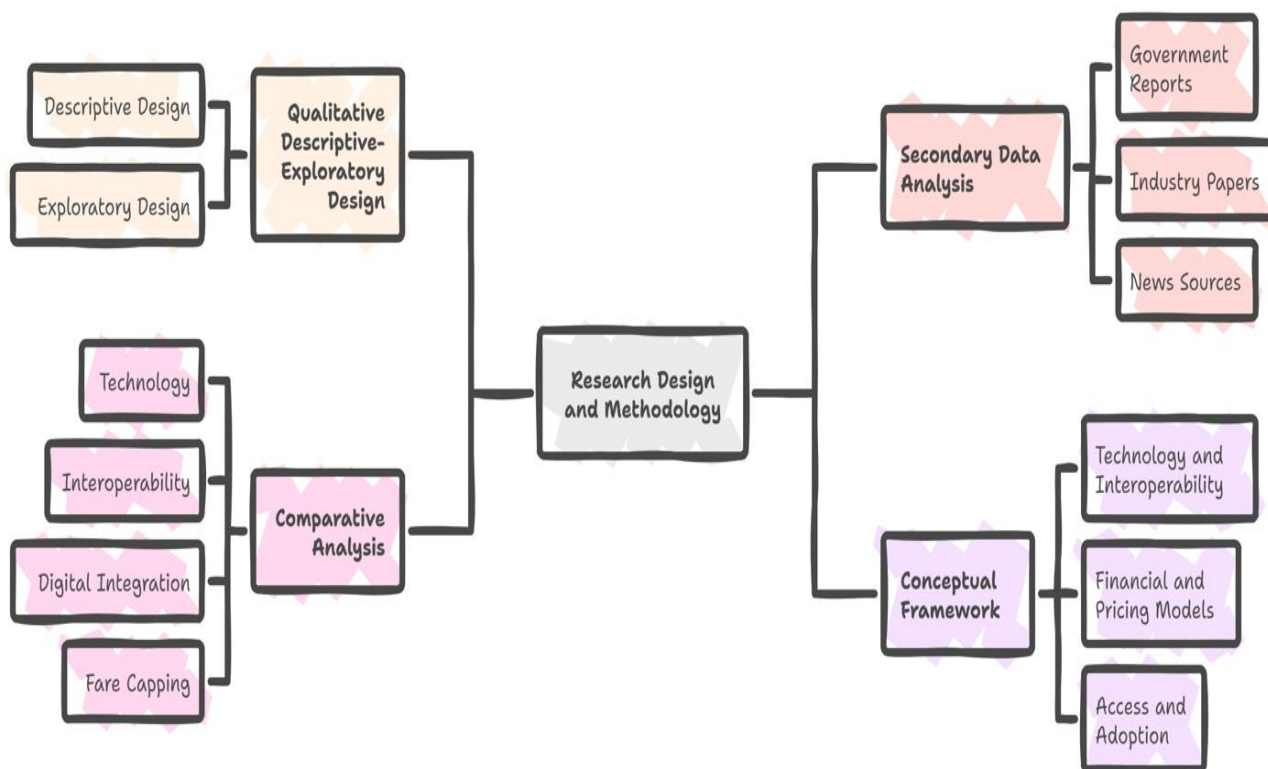 Descriptive Design
Exploratory Design
Qualitative
Descriptive-
Exploratory
Design
Technology
Interoperability
Digital Integration
Fare Capping
Comparative
Analysis
Research Design
and Methodology
Secondary Data
Analysis
Government
Reports
Industry Papers
News Sources
Conceptual
Framework
Technology and
Interoperability
Financial and
Pricing Models
Access and
Adoption